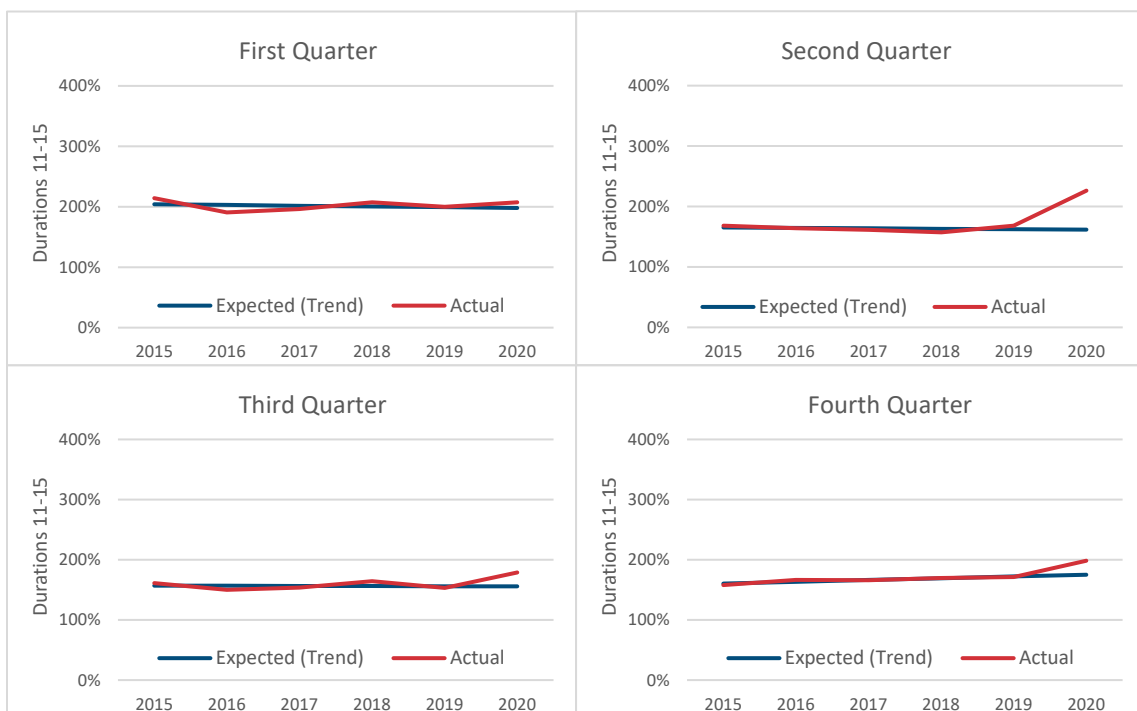 First Quarter
400%
300%
200%
100%
0%
Durations 11-15
Expected (Trend) Actual
2015 2016 2017 2018 2019 2020
Second Quarter
400%
300%
200%
100%
0%
Durations 11-15
Expected (Trend) Actual
2015 2016 2017 2018 2019 2020
Third Quarter
400%
300%
200%
100%
0%
Durations 11-15
Expected (Trend) Actual
2015 2016 2017 2018 2019 2020
Fourth Quarter
400%
300%
200%
100%
0%
Durations 11-15
Expected (Trend) Actual
2015 2016 2017 2018 2019 2020